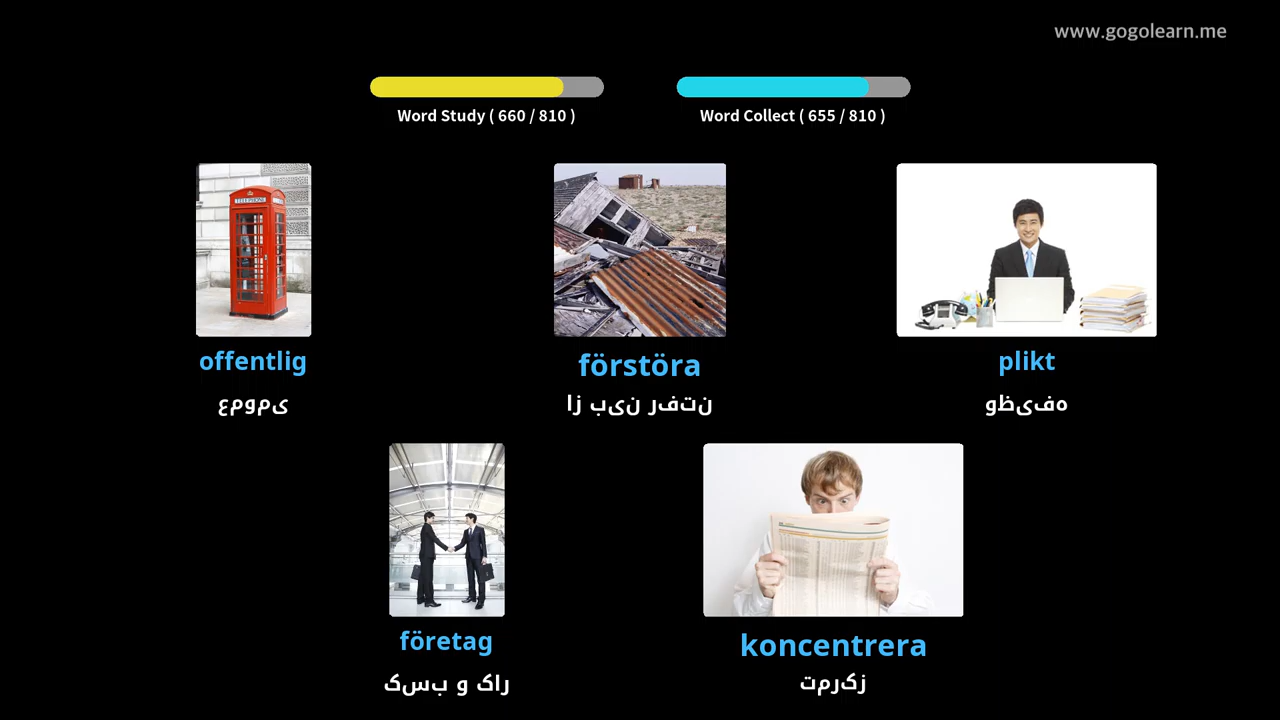 www.gogolearn.me
Word Study ( 660 / 810 )
Word Collect ( 655 / 810 )
TELEPHONE
offentlig
förstöra
plikt
عمومی
از بین رفتن
وظیفه
företag
koncentrera
کسب و کار
تمرکز